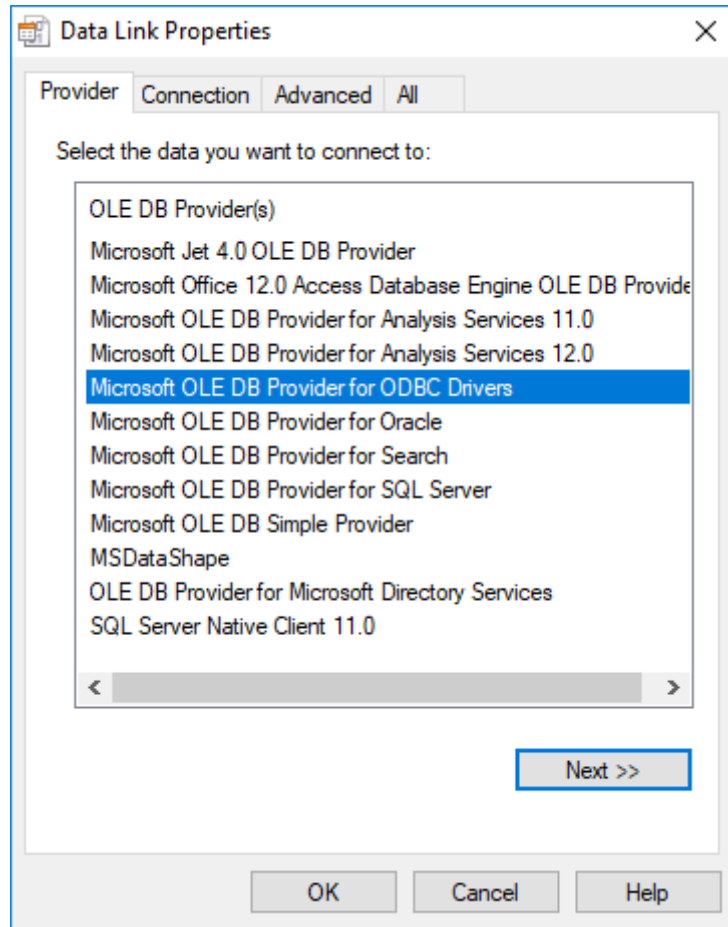 Data Link Properties
Provider Connection Advanced All
Select the data you want to connect to:
OLE DB Provider(s)
Microsoft Jet 4.0 OLE DB Provider
Microsoft Office 12.0 Access Database Engine OLE DB Provide
Microsoft OLE DB Provider for Analysis Services 11.0
Microsoft OLE DB Provider for Analysis Services 12.0
Microsoft OLE DB Provider for ODBC Drivers
Microsoft OLE DB Provider for Oracle
Microsoft OLE DB Provider for Search
Microsoft OLE DB Provider for SQL Server
Microsoft OLE DB Simple Provider
MSDataShape
OLE DB Provider for Microsoft Directory Services
SQL Server Native Client 11.0
Next >>
OK Cancel Help